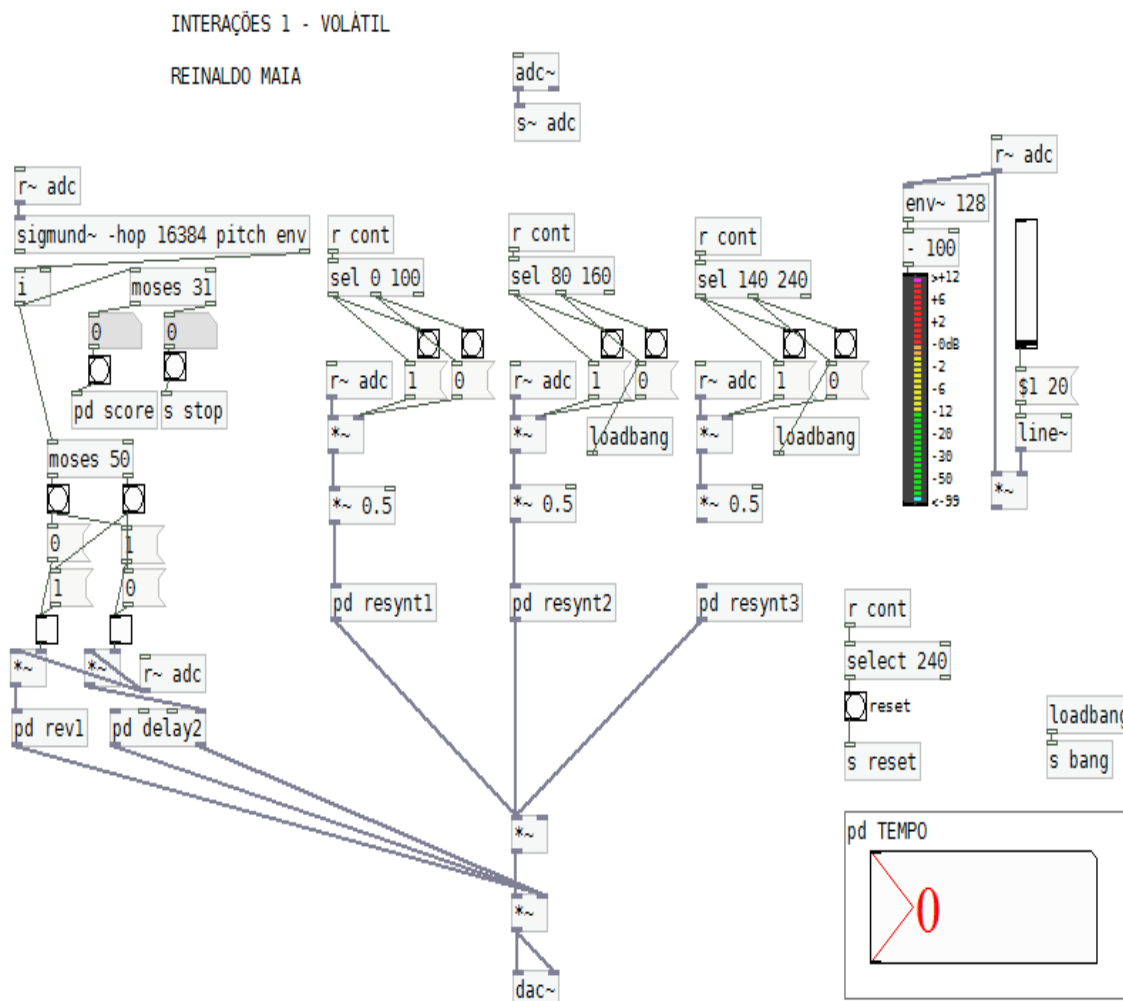 INTERAÇÕES 1 - VOLÁTIL
REINALDO MAIA
adc~
s~ adc
r~ adc
sigmund~ -hop 16384 pitch env
i
moses 31
0
0
pd score
s stop
moses 50
0
1
1
0
*~
*~
r~ adc
pd rev1
pd delay2
r cont
sel 0 100
1
0
r~ adc
*~
*~ 0.5
pd resynt1
r cont
sel 80 160
1
0
r~ adc
*~
loadbang
*~ 0.5
pd resynt2
r cont
sel 140 240
1
0
r~ adc
*~
loadbang
*~ 0.5
pd resynt3
*~
*~
dac~
r~ adc
env~ 128
- 100
>+12
+6
+2
-0dB
-2
-6
-12
-20
-30
-50
<-99
$1 20
line~
*~
r cont
select 240
reset
s reset
loadbang
s bang
pd TEMPO
0